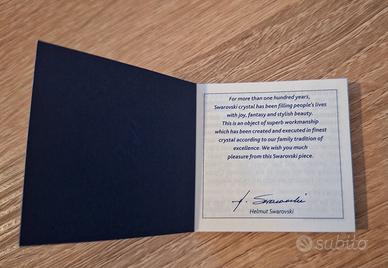 For more than one hundred years,
Swarovski crystal has been filling people's lives
with joy, fantasy and stylish beauty.
This is an object of superb workmanship
which has been created and executed in finest
crystal according to our family tradition of
excellence. We wish you much
pleasure from this Swarovski piece.
Helmut Swarovski
subito